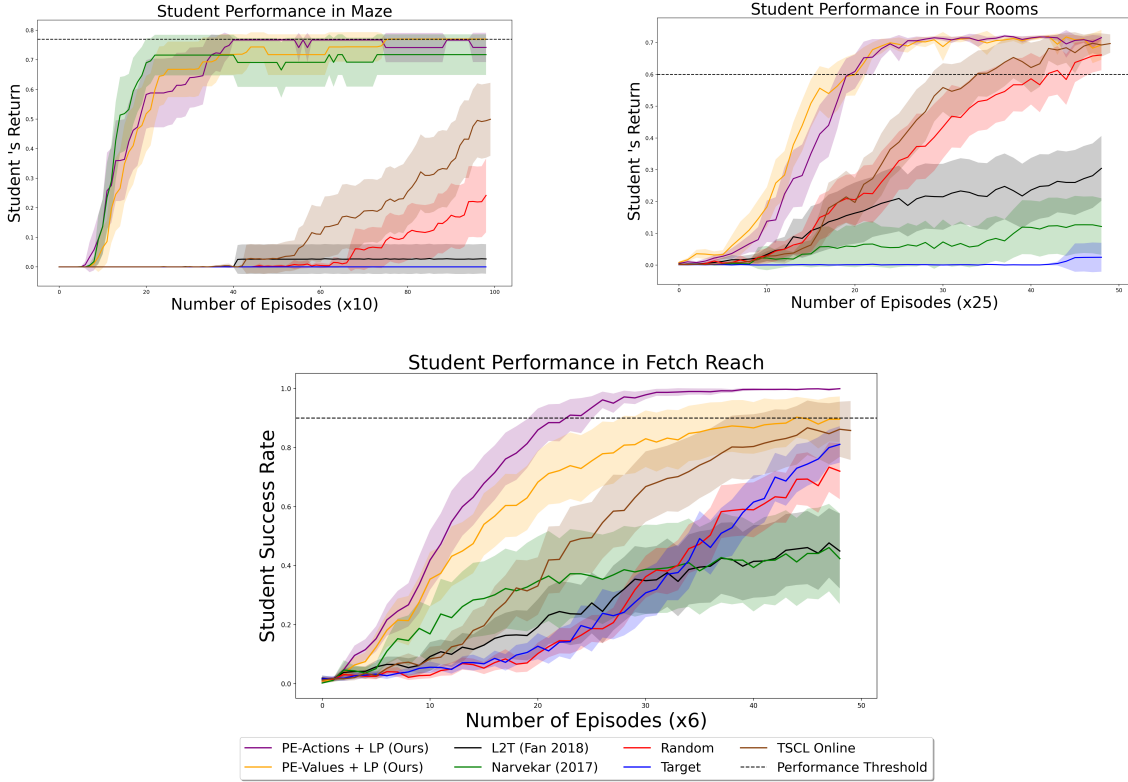 Student Performance in Maze
Student 's Return
0.8
0.7
0.6
0.5
0.4
0.3
0.2
0.1
0.0
0
20
40
60
80
100
Number of Episodes (x10)
Student Performance in Four Rooms
Student 's Return
0.7
0.6
0.5
0.4
0.3
0.2
0.1
0.0
0
10
20
30
40
50
Number of Episodes (x25)
Student Performance in Fetch Reach
Student Success Rate
1.0
0.8
0.6
0.4
0.2
0.0
0
10
20
30
40
50
Number of Episodes (x6)
PE-Actions + LP (Ours)
L2T (Fan 2018)
Random
TSCL Online
PE-Values + LP (Ours)
Narvekar (2017)
Target
Performance Threshold